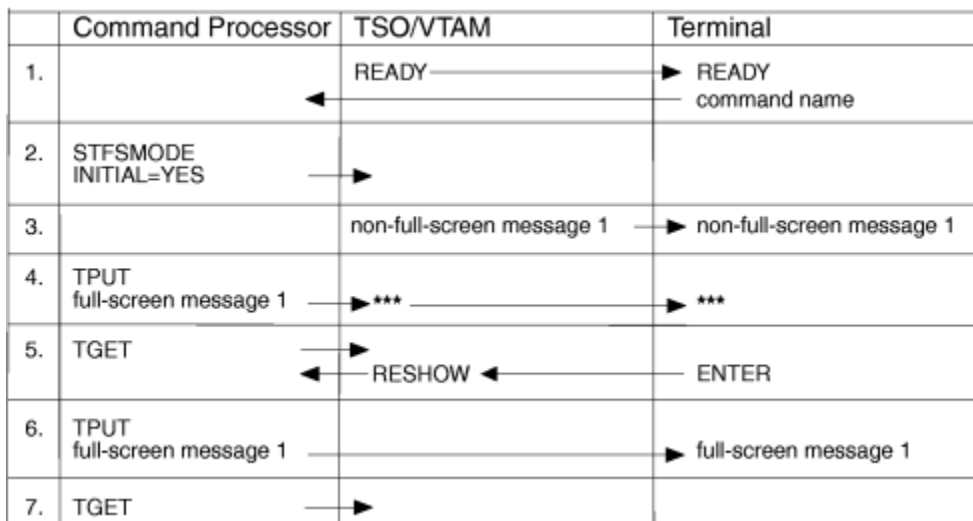 Command Processor TSO/VTAM Terminal
1. READY READY
command name
2. STFSMODE
INITIAL=YES
3. non-full-screen message 1 non-full-screen message 1
4. TPUT
full-screen message 1 *** ***
5. TGET
RESHOW ENTER
6. TPUT
full-screen message 1 full-screen message 1
7. TGET